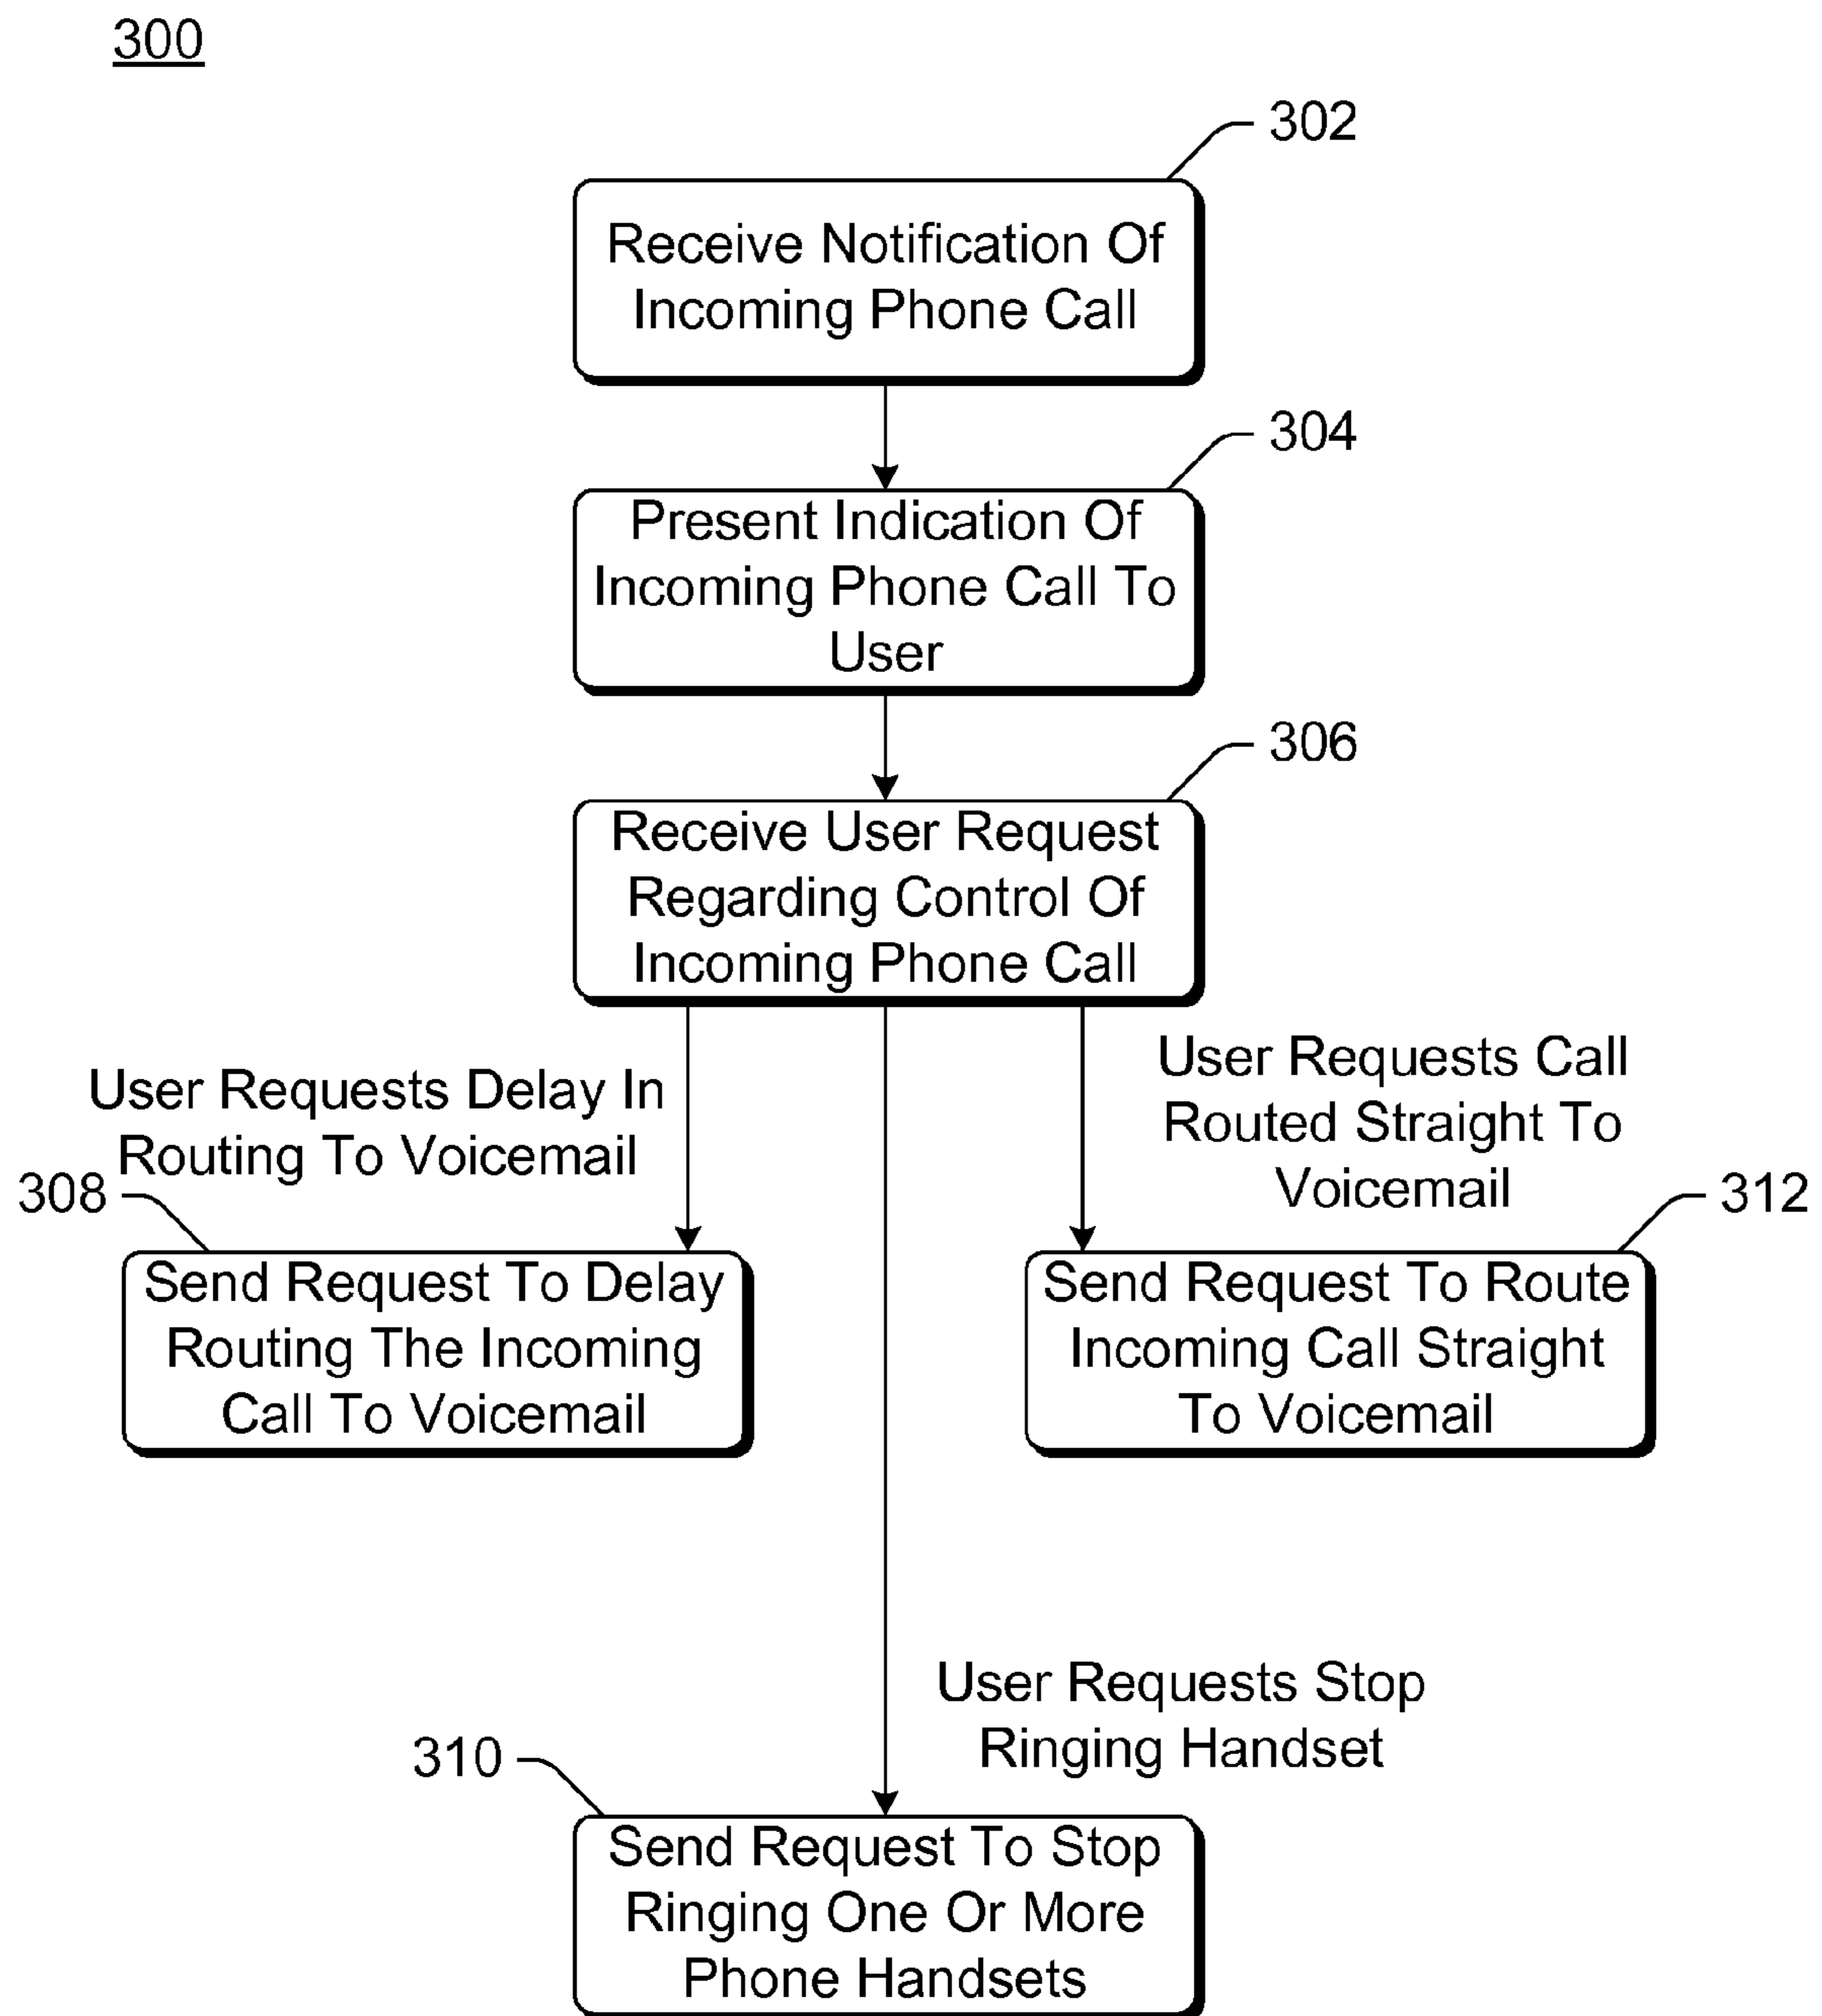 300
302
Receive Notification Of
Incoming Phone Call
304
Present Indication Of
Incoming Phone Call To
User
306
Receive User Request
Regarding Control Of
Incoming Phone Call
User Requests Delay In
Routing To Voicemail
User Requests Call
Routed Straight To
Voicemail
308
Send Request To Delay
Routing The Incoming
Call To Voicemail
312
Send Request To Route
Incoming Call Straight
To Voicemail
User Requests Stop
Ringing Handset
310
Send Request To Stop
Ringing One Or More
Phone Handsets